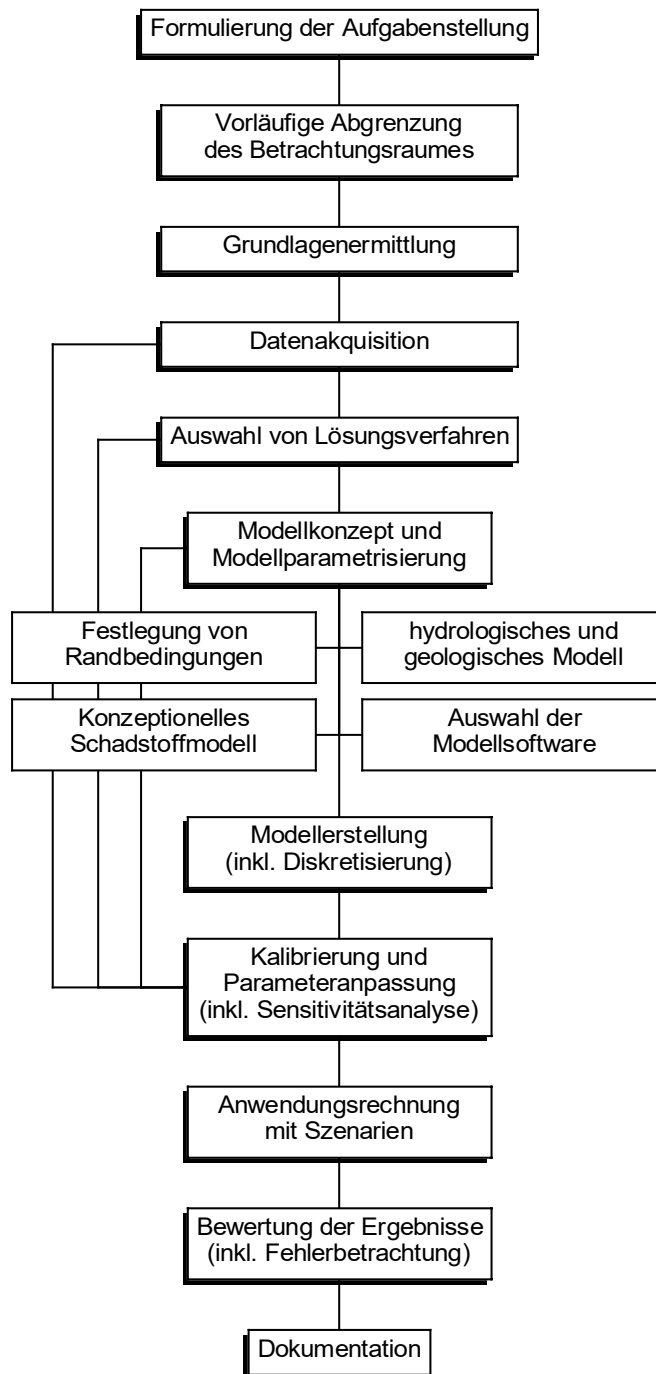 Formulierung der Aufgabenstellung
Vorläufige Abgrenzung
des Betrachtungsraumes
Grundlagenermittlung
Datenakquisition
Auswahl von Lösungsverfahren
Modellkonzept und
Modellparametrisierung
Festlegung von
Randbedingungen
hydrologisches und
geologisches Modell
Konzeptionelles
Schadstoffmodell
Auswahl der
Modellsoftware
Modellerstellung
(inkl. Diskretisierung)
Kalibrierung und
Parameteranpassung
(inkl. Sensitivitätsanalyse)
Anwendungsrechnung
mit Szenarien
Bewertung der Ergebnisse
(inkl. Fehlerbetrachtung)
Dokumentation